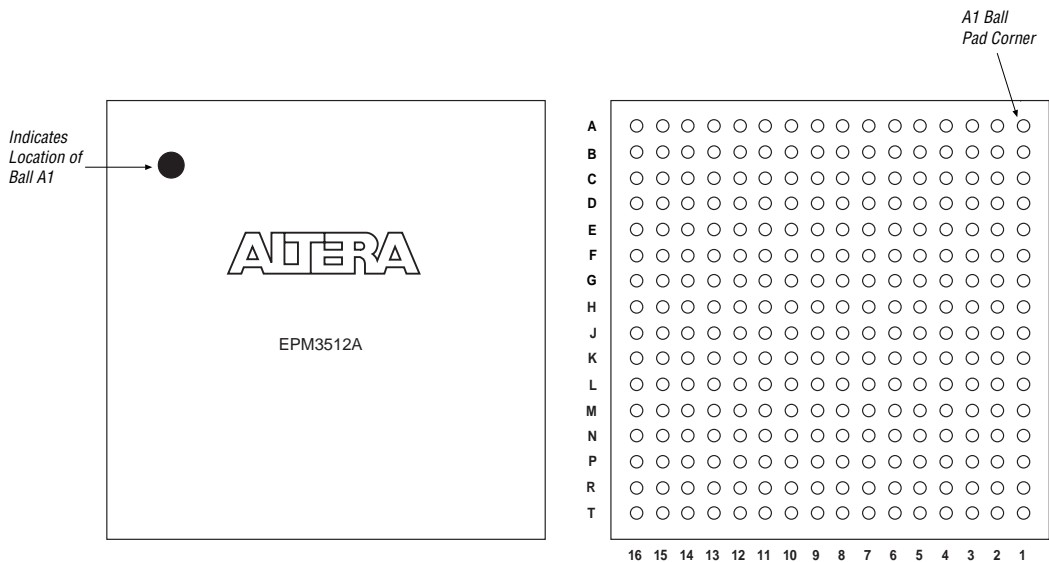 A1 Ball
Pad Corner
Indicates
Location of
Ball A1
ALTERA
EPM3512A
A
B
C
D
E
F
G
H
J
K
L
M
N
P
R
T
16 15 14 13 12 11 10 9 8 7 6 5 4 3 2 1